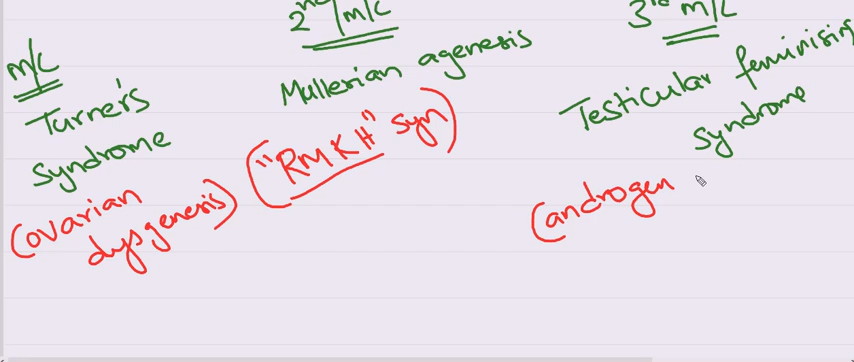 m/c
Turner's
syndrome
(ovarian
dysgenesis)
2nd m/c
Mullerian agenesis
("RMKH" syn)
3rd m/c
Testicular feminising
syndrome
(androgen